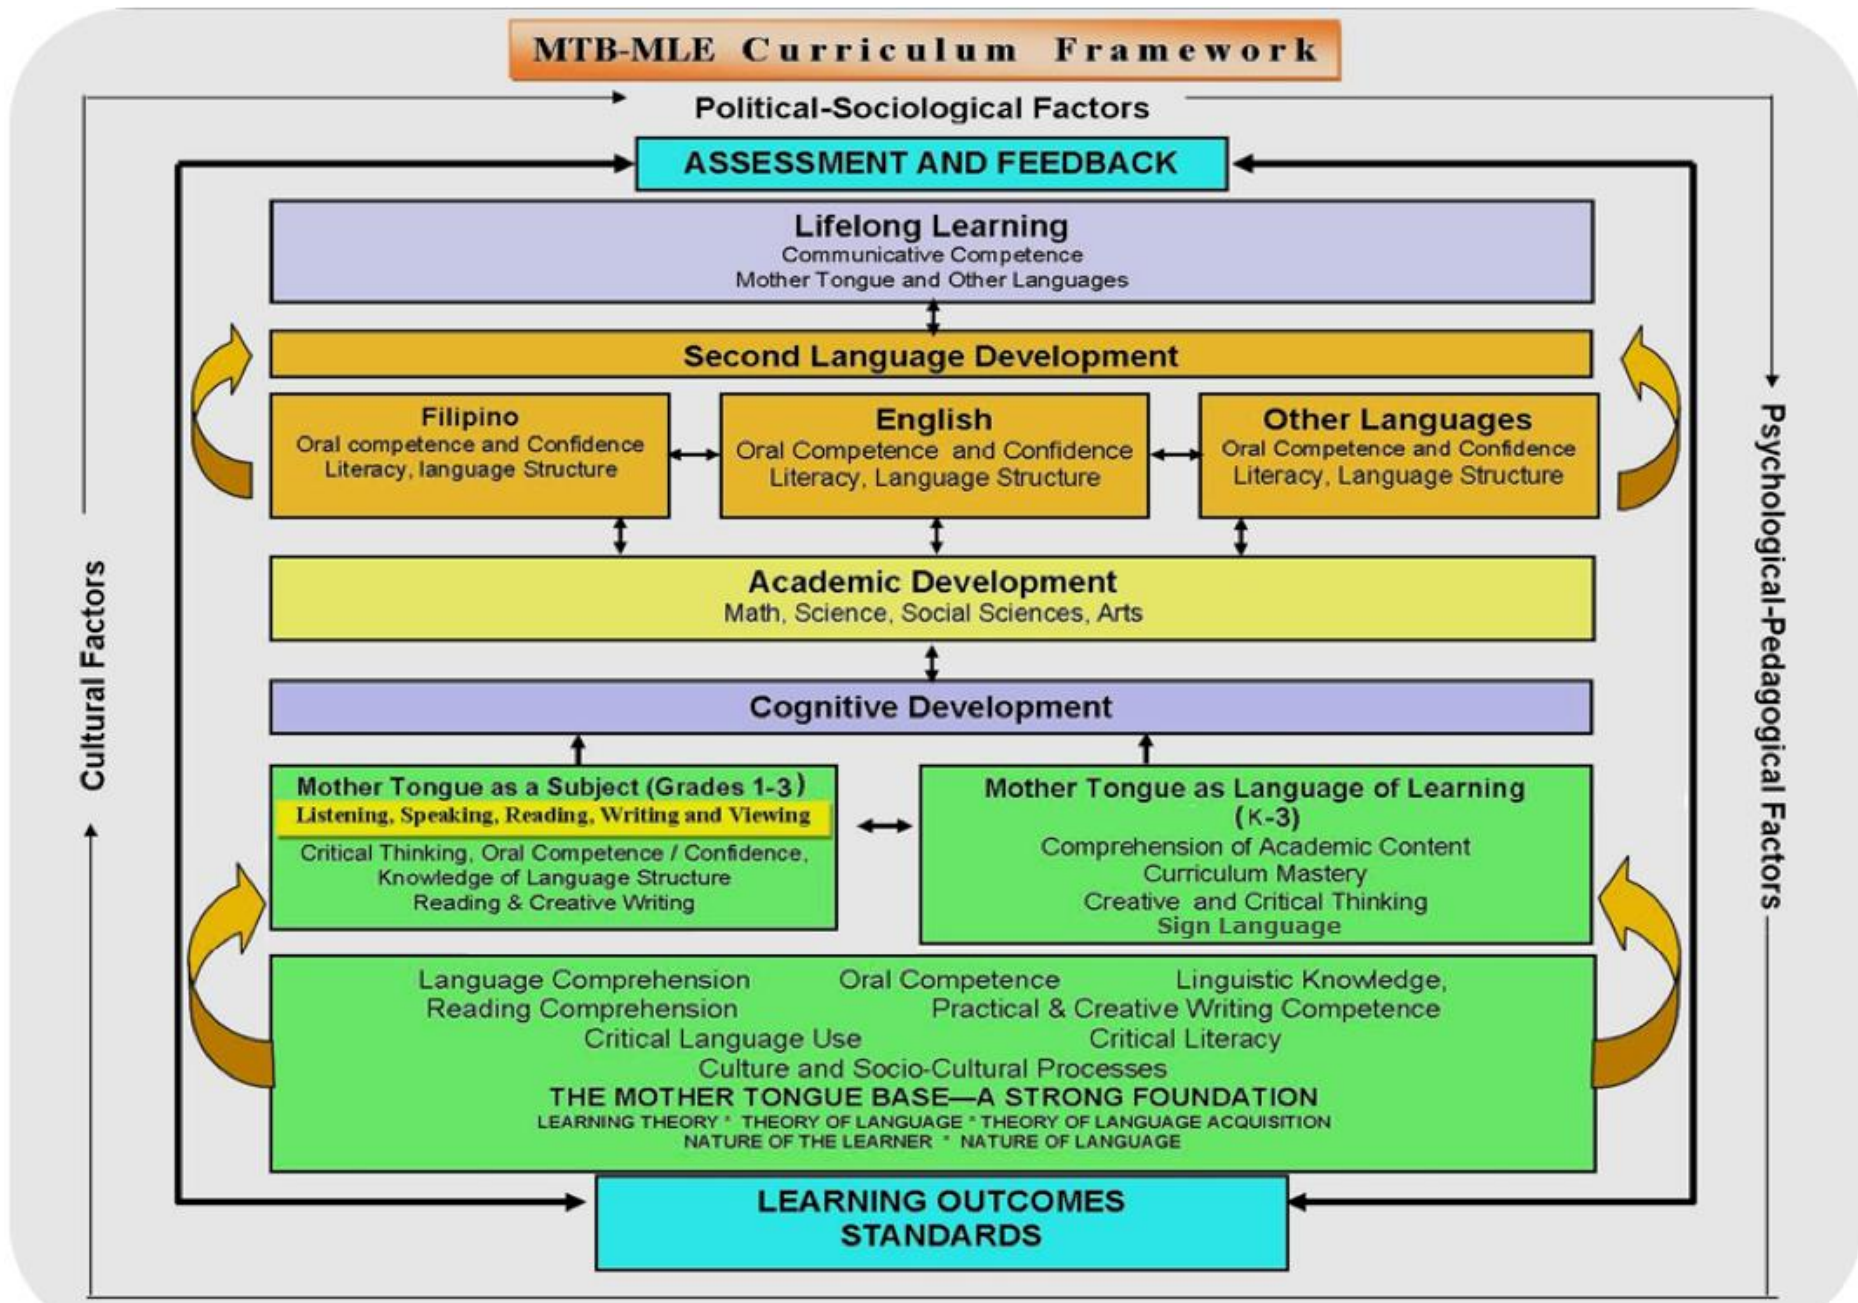 MTB-MLE Curriculum Framework
Political-Sociological Factors
ASSESSMENT AND FEEDBACK
Lifelong Learning
Communicative Competence
Mother Tongue and Other Languages
Second Language Development
Filipino
Oral competence and Confidence
Literacy, language Structure
English
Oral Competence and Confidence
Literacy, Language Structure
Other Languages
Oral Competence and Confidence
Literacy, Language Structure
Academic Development
Math, Science, Social Sciences, Arts
Cognitive Development
Mother Tongue as a Subject (Grades 1-3)
Listening, Speaking, Reading, Writing and Viewing
Critical Thinking, Oral Competence / Confidence,
Knowledge of Language Structure
Reading & Creative Writing
Mother Tongue as Language of Learning
(K-3)
Comprehension of Academic Content
Curriculum Mastery
Creative and Critical Thinking
Sign Language
Language Comprehension Oral Competence Linguistic Knowledge,
Reading Comprehension Practical & Creative Writing Competence
Critical Language Use Critical Literacy
Culture and Socio-Cultural Processes
THE MOTHER TONGUE BASE—A STRONG FOUNDATION
LEARNING THEORY * THEORY OF LANGUAGE * THEORY OF LANGUAGE ACQUISITION
NATURE OF THE LEARNER * NATURE OF LANGUAGE
LEARNING OUTCOMES
STANDARDS
Cultural Factors
Psychological-Pedagogical Factors